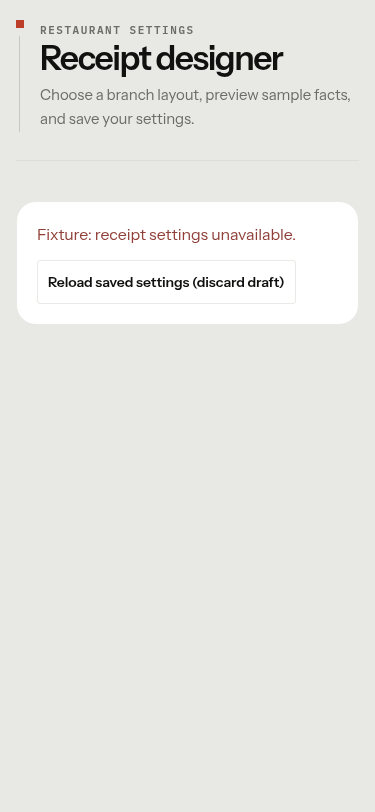 RESTAURANT SETTINGS
Receipt designer
Choose a branch layout, preview sample facts,
and save your settings.
Fixture: receipt settings unavailable.
Reload saved settings (discard draft)